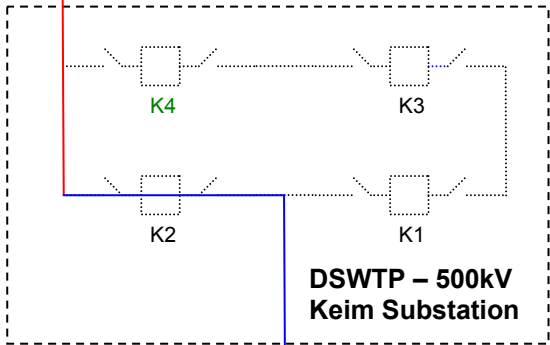 K4 K3
K2 K1
DSWTP – 500kV
Keim Substation